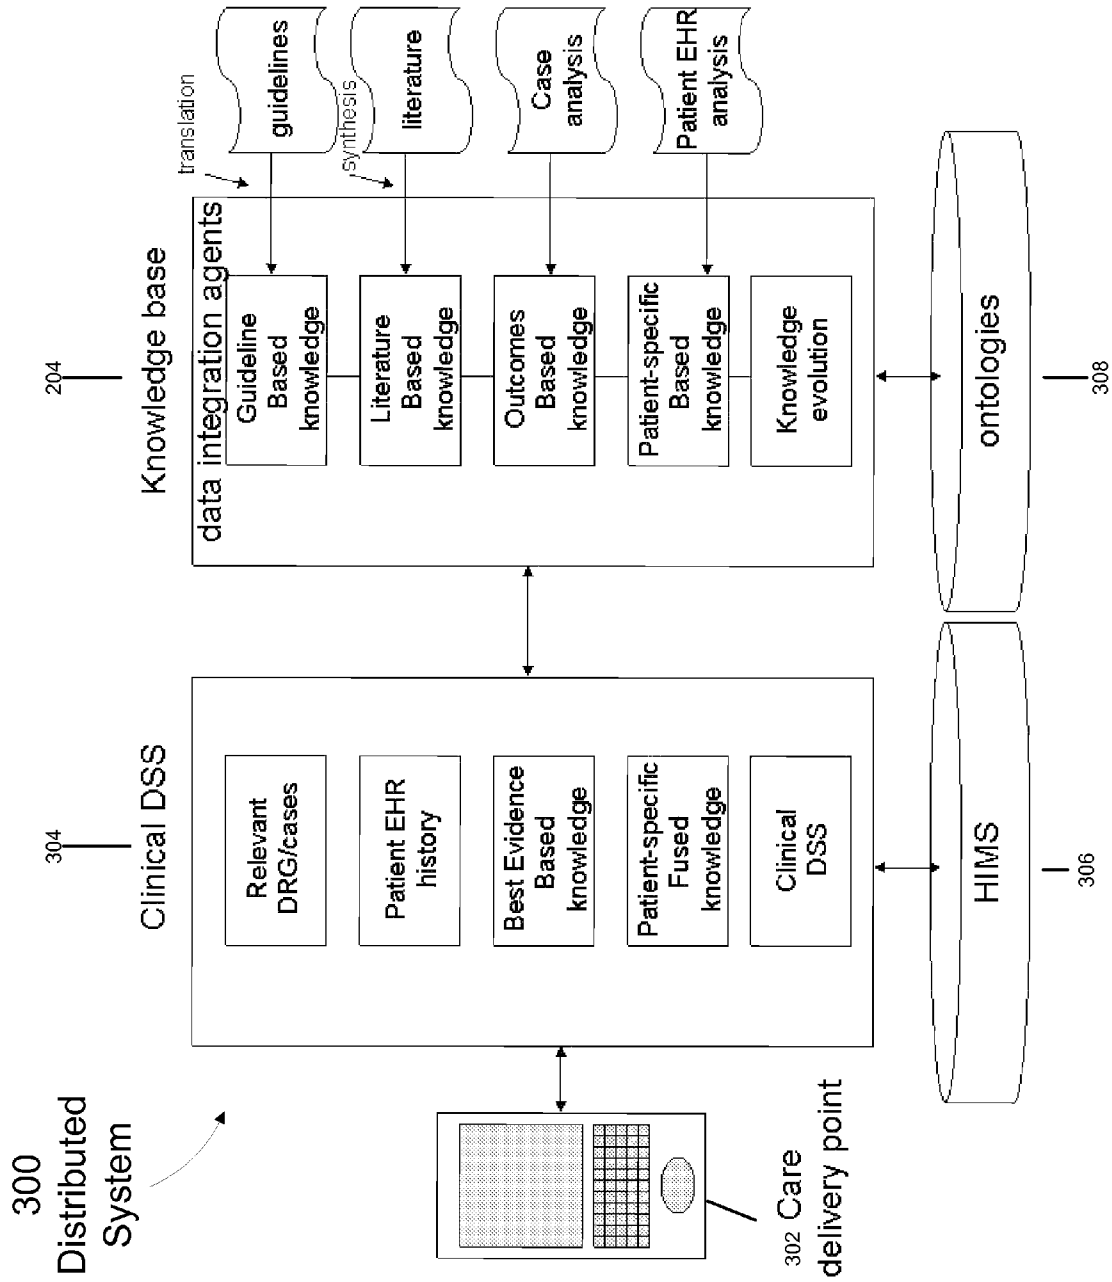 300
Distributed
System
302 Care
delivery point
304
Clinical DSS
Relevant
DRG/cases
Patient EHR
history
Best Evidence
Based
knowledge
Patient-specific
Fused
knowledge
Clinical
DSS
HIMS
306
204
Knowledge base
data integration agents
Guideline
Based
knowledge
Literature
Based
knowledge
Outcomes
Based
knowledge
Patient-specific
Based
knowledge
Knowledge
evolution
ontologies
308
translation
guidelines
synthesis
literature
Case
analysis
Patient EHR
analysis